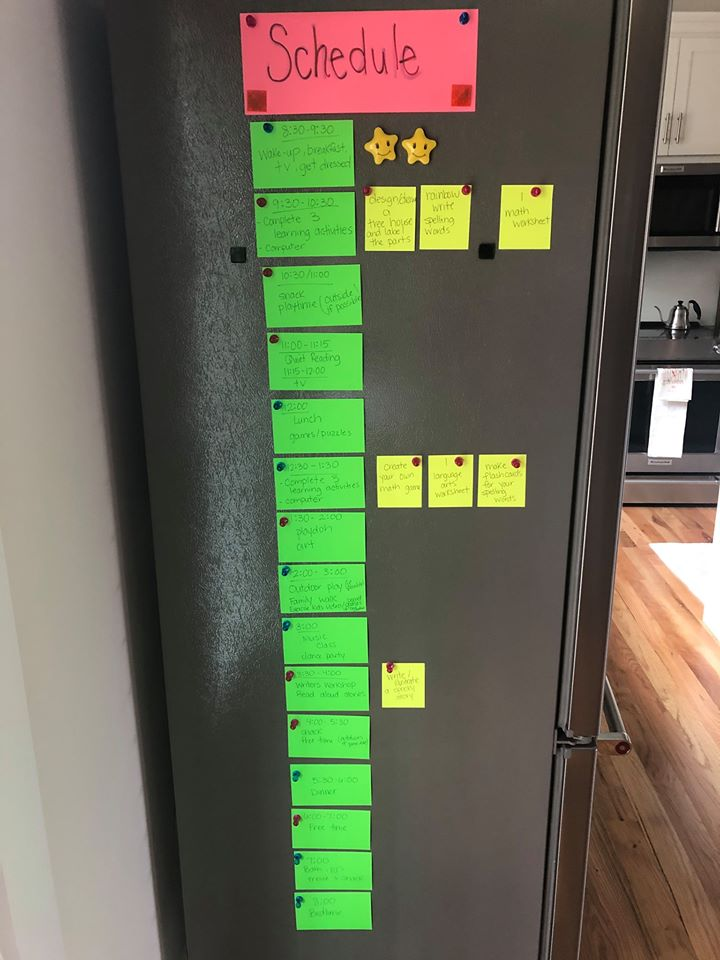 Schedule
8:30-9:30
Wake-up, breakfast,
tv, get dressed
9:30-10:30
- Complete 3
learning activities
- Computer
design/draw
a
tree house
and label
the parts
rainbow
write
spelling
words
1
math
worksheet
10:30/11:00
snack
playtime (outside
if possible)
11:00-11:15
Quiet Reading
11:15-12:00
tv
12:00
Lunch
games/puzzles
12:30-1:30
- Complete 3
learning activities
- computer
create
your own
math game
1
language
arts
worksheet
make
flashcards
for your
spelling
words
1:30-2:00
playdoh
art
2:00-3:00
Outdoor play
Family walk
3:00
Music
Class
dance party
3:30-4:00
Writers Workshop
Read aloud stories
write/
illustrate
a
story
4:00-5:30
snack
free time
5:30-6:00
Dinner
6:00-7:00
Free time
7:00
Bath
8:00
Bedtime